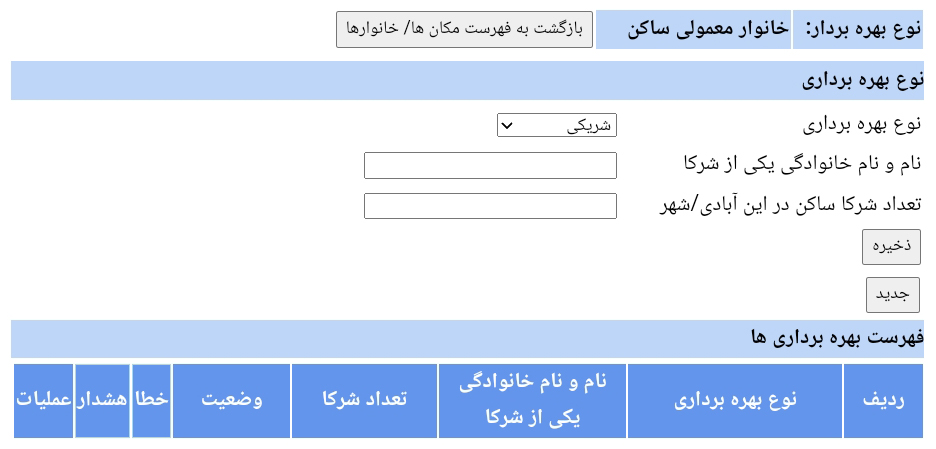 نوع بهره بردار: خانوار معمولی ساکن بازگشت به فهرست مکان ها/ خانوارها
نوع بهره برداری
نوع بهره برداری شریکی
نام و نام خانوادگی یکی از شرکا
تعداد شرکا ساکن در این آبادی/شهر
ذخیره
جدید
فهرست بهره برداری ها
ردیف نوع بهره برداری نام و نام خانوادگی یکی از شرکا تعداد شرکا وضعیت خطا هشدار عملیات